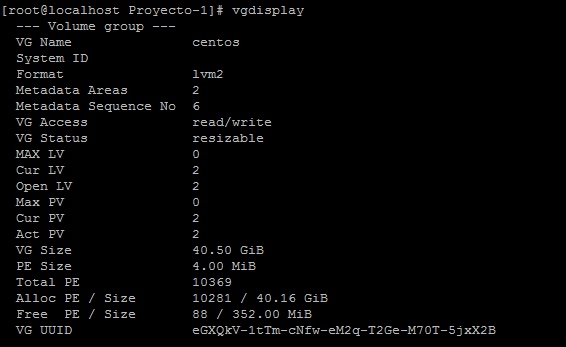 [root@localhost Proyecto-1]# vgdisplay
--- Volume group ---
VG Name centos
System ID
Format lvm2
Metadata Areas 2
Metadata Sequence No 6
VG Access read/write
VG Status resizable
MAX LV 0
Cur LV 2
Open LV 2
Max PV 0
Cur PV 2
Act PV 2
VG Size 40.50 GiB
PE Size 4.00 MiB
Total PE 10369
Alloc PE / Size 10281 / 40.16 GiB
Free PE / Size 88 / 352.00 MiB
VG UUID eGXQkV-1tTm-cNfw-eM2q-T2Ge-M70T-5jxX2B